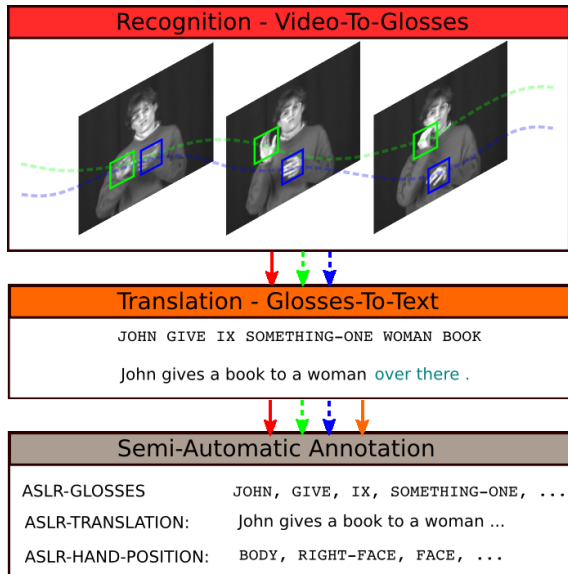 Recognition - Video-To-Glosses
Translation - Glosses-To-Text
JOHN GIVE IX SOMETHING-ONE WOMAN BOOK
John gives a book to a woman over there .
Semi-Automatic Annotation
ASLR-GLOSSES JOHN, GIVE, IX, SOMETHING-ONE, ...
ASLR-TRANSLATION: John gives a book to a woman ...
ASLR-HAND-POSITION: BODY, RIGHT-FACE, FACE, ...